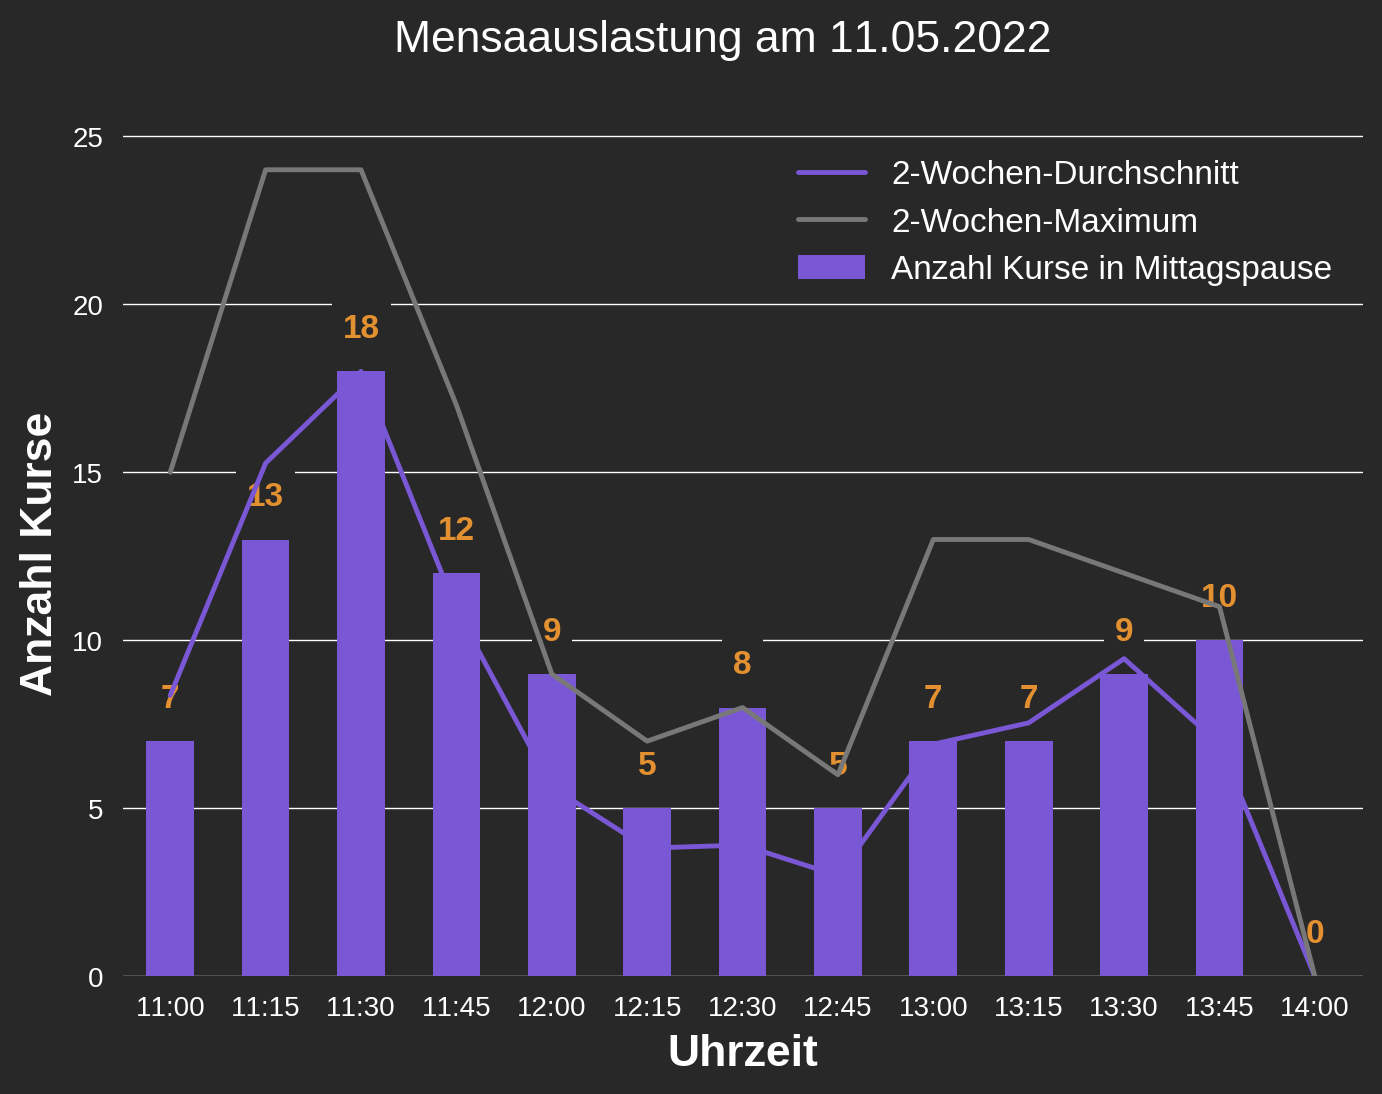 Mensaauslastung am 11.05.2022
25
20
15
10
5
0
Anzahl Kurse
2-Wochen-Durchschnitt
2-Wochen-Maximum
Anzahl Kurse in Mittagspause
7
13
18
12
9
5
8
5
7
7
9
10
0
11:00 11:15 11:30 11:45 12:00 12:15 12:30 12:45 13:00 13:15 13:30 13:45 14:00
Uhrzeit